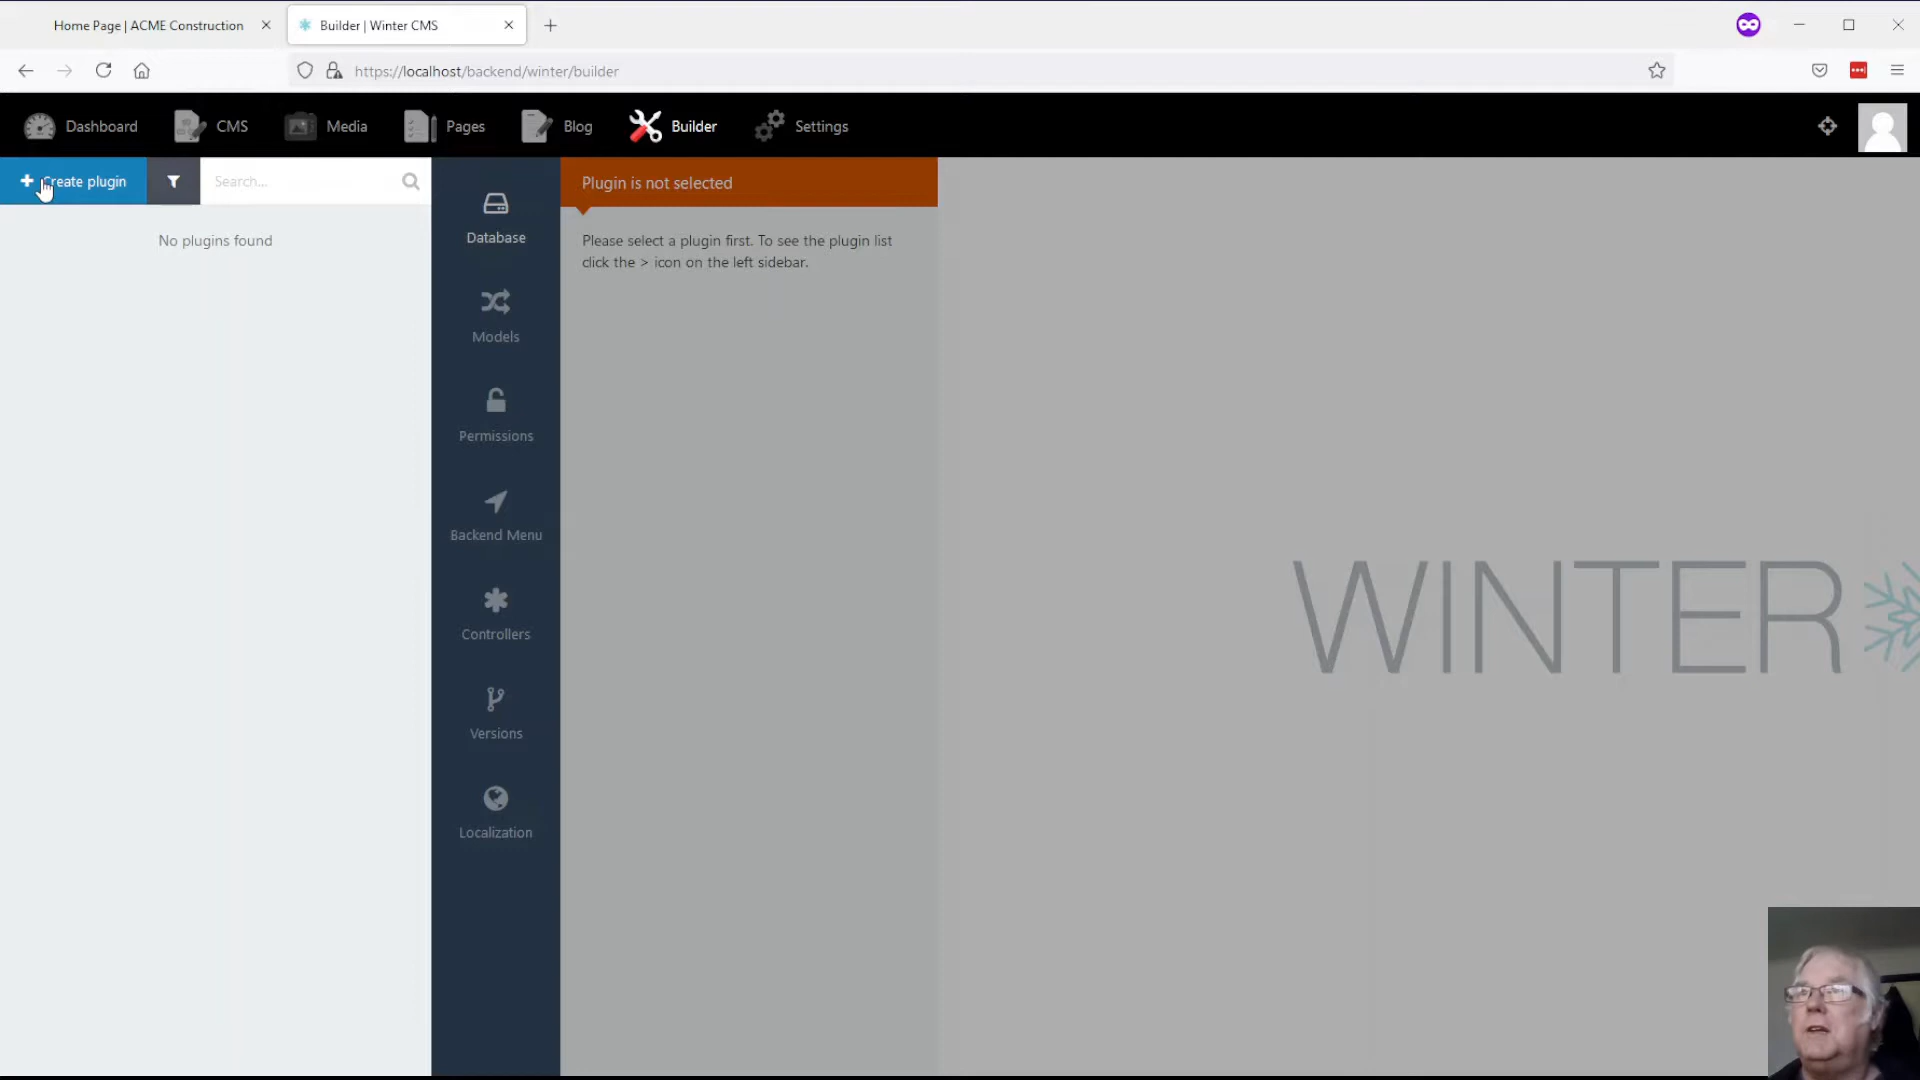 Home Page | ACME Construction
Builder | Winter CMS
https://localhost/backend/winter/builder
Dashboard
CMS
Media
Pages
Blog
Builder
Settings
Create plugin
Search...
Plugin is not selected
No plugins found
Please select a plugin first. To see the plugin list
click the > icon on the left sidebar.
Database
Models
Permissions
Backend Menu
Controllers
Versions
Localization
WINTER